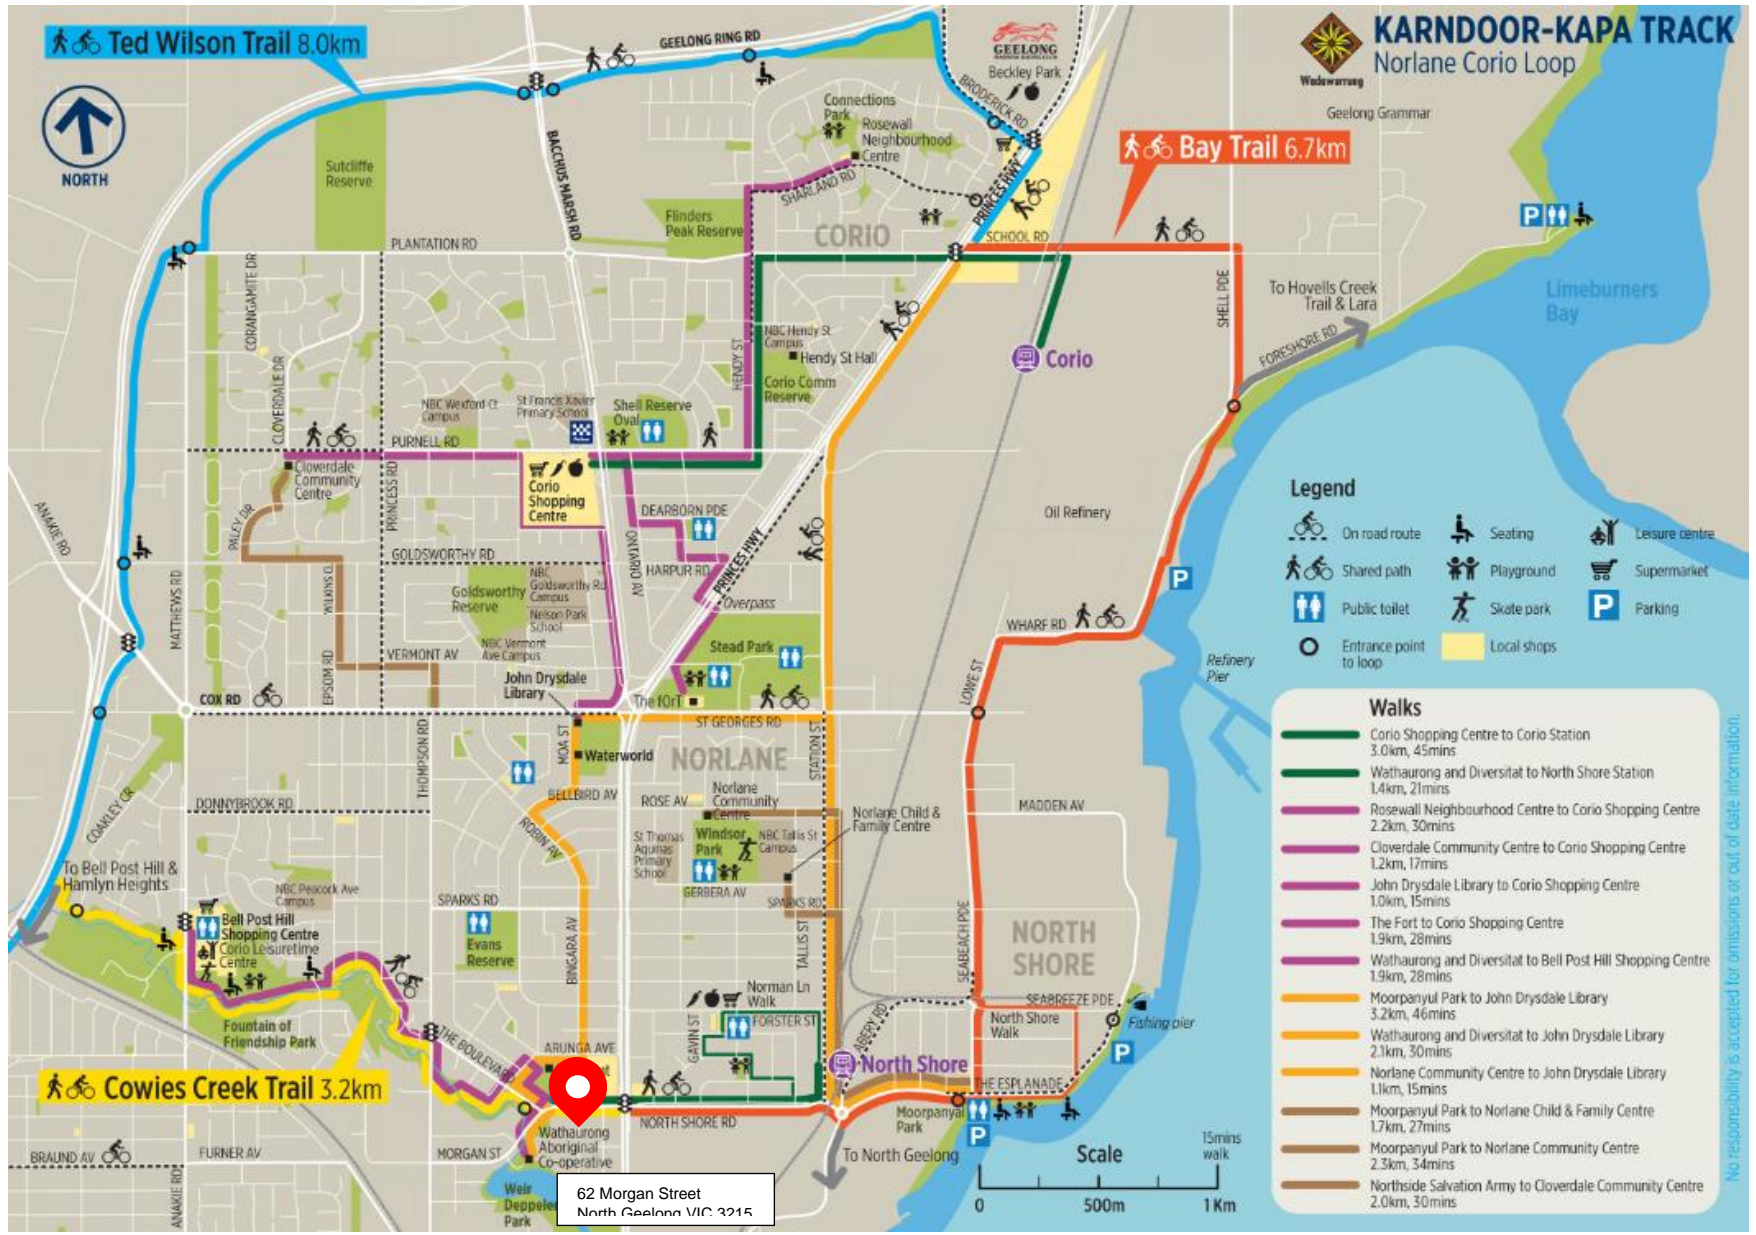 Ted Wilson Trail 8.0km
NORTH
KARNDOOR-KAPA TRACK
Norlane Corio Loop
Wadawurrung
GEELONG
Beckley Park
Geelong Grammar
GEELONG RING RD
BACCHUS MARSH RD
BRODERICK RD
Connections
Park
Rosewall
Neighbourhood
Centre
SHARLAND RD
PRINCES HWY
Bay Trail 6.7km
Sutcliffe
Reserve
Flinders
Peak Reserve
CORIO
SCHOOL RD
PLANTATION RD
CORANGAMITE DR
CLOVERDALE DR
SHELL PDE
To Hovells Creek
Trail & Lara
FORESHORE RD
Limeburners
Bay
NBC Hendy St
Campus
Hendy St Hall
HENDY ST
Corio Comm
Reserve
Corio
NBC Wexford Ct
Campus
St Francis Xavier
Primary School
Shell Reserve
Oval
PURNELL RD
Cloverdale
Community
Centre
PRINCESS RD
Corio
Shopping
Centre
ANAKIE RD
PALEY DR
DEARBORN PDE
Oil Refinery
GOLDSWORTHY RD
ONTARIO AV
HARPUR RD
PRINCES HWY
MATTHEWS RD
WILKINS CL
Goldsworthy
Reserve
NBC
Goldsworthy Rd
Campus
Nelson Park
School
Overpass
NBC Vermont
Ave Campus
VERMONT AV
EPSOM RD
Stead Park
WHARF RD
Refinery
Pier
LOWE ST
John Drysdale
Library
The fOrT
COX RD
ST GEORGES RD
STATION ST
MOA ST
Waterworld
NORLANE
THOMPSON RD
BELLBIRD AV
ROSE AV
Norlane
Community
Centre
Norlane Child &
Family Centre
MADDEN AV
DONNYBROOK RD
COAKLEY CR
ROBIN AV
St Thomas
Aquinas
Primary
School
Windsor
Park
NBC Tallis St
Campus
GERBERA AV
SPARKS RD
To Bell Post Hill &
Hamlyn Heights
NBC Peacock Ave
Campus
SPARKS RD
Bell Post Hill
Shopping Centre
Corio Leisuretime
Centre
Evans
Reserve
BINGARA AV
TALLIS ST
SEABEACH PDE
NORTH
SHORE
Norman Ln
Walk
FORSTER ST
GAVIN ST
ABERY RD
SEABREEZE PDE
North Shore
Walk
Fishing pier
Fountain of
Friendship Park
THE BOULEVARD
ARUNGA AVE
North Shore
THE ESPLANADE
Cowies Creek Trail 3.2km
NORTH SHORE RD
Moorpanyal
Park
To North Geelong
BRAUND AV
FURNER AV
ANAKIE RD
MORGAN ST
Wathaurong
Aboriginal
Co-operative
Weir
Park
62 Morgan Street
North Geelong VIC 3215
Scale
15mins
walk
0
500m
1 Km
Legend
On road route
Seating
Leisure centre
Shared path
Playground
Supermarket
Public toilet
Skate park
P
Parking
Entrance point
to loop
Local shops
Walks
Corio Shopping Centre to Corio Station
3.0km, 45mins
Wathaurong and Diversitat to North Shore Station
1.4km, 21mins
Rosewall Neighbourhood Centre to Corio Shopping Centre
2.2km, 30mins
Cloverdale Community Centre to Corio Shopping Centre
1.2km, 17mins
John Drysdale Library to Corio Shopping Centre
1.0km, 15mins
The Fort to Corio Shopping Centre
1.9km, 28mins
Wathaurong and Diversitat to Bell Post Hill Shopping Centre
1.9km, 28mins
Moorpanyul Park to John Drysdale Library
3.2km, 46mins
Wathaurong and Diversitat to John Drysdale Library
2.1km, 30mins
Norlane Community Centre to John Drysdale Library
1.1km, 15mins
Moorpanyul Park to Norlane Child & Family Centre
1.7km, 27mins
Moorpanyul Park to Norlane Community Centre
2.3km, 34mins
Northside Salvation Army to Cloverdale Community Centre
2.0km, 30mins
No responsibility is accepted for omissions or out of date information.